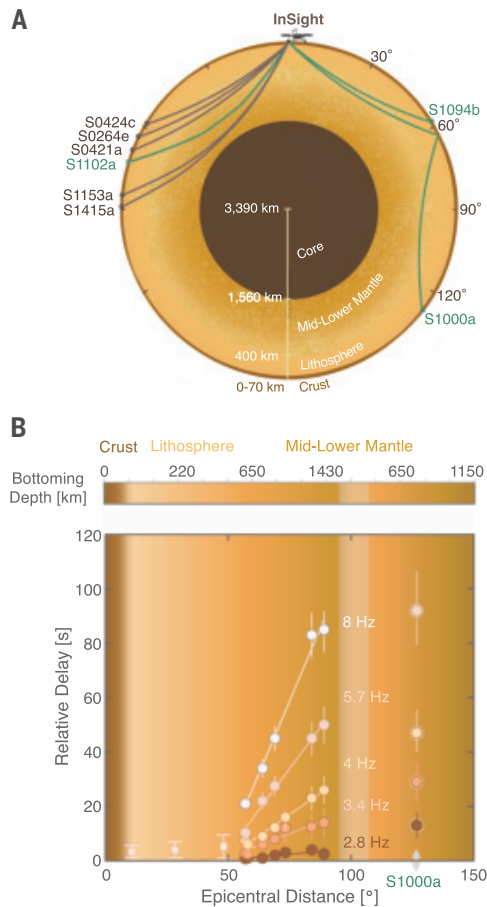 A
InSight
30°
S1094b
60°
S0424c
S0264e
S0421a
S1102a
S1153a
S1415a
3,390 km
90°
Core
1,560 km
120°
S1000a
Mid-Lower Mantle
400 km
Lithosphere
0-70 km Crust
B
Crust Lithosphere Mid-Lower Mantle
Bottoming Depth [km]
0 220 650 1430 650 1150
120
100
80
60
40
20
0
Relative Delay [s]
8 Hz
5.7 Hz
4 Hz
3.4 Hz
2.8 Hz
0 50 100 150
S1000a
Epicentral Distance [°]